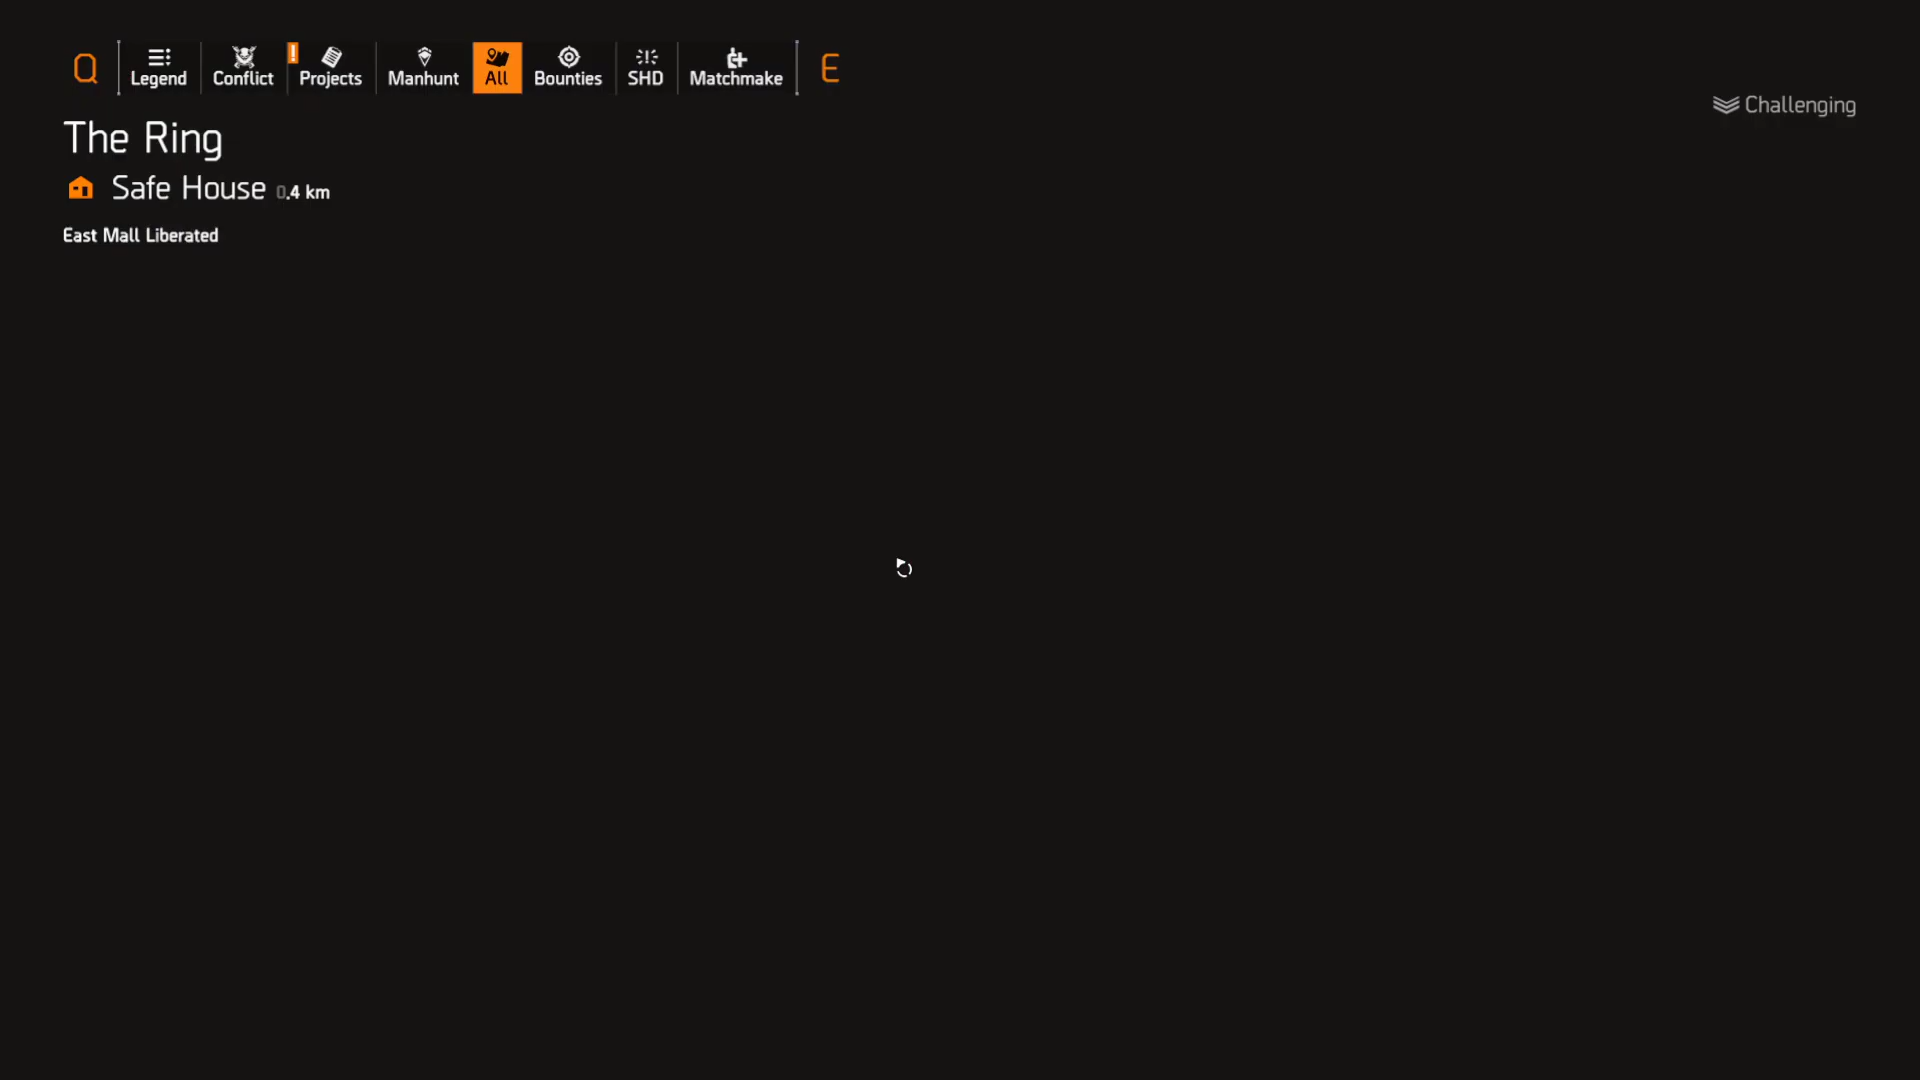 Q Legend Conflict ! Projects Manhunt All Bounties SHD Matchmake E
Challenging
The Ring
Safe House 0.4 km
East Mall Liberated